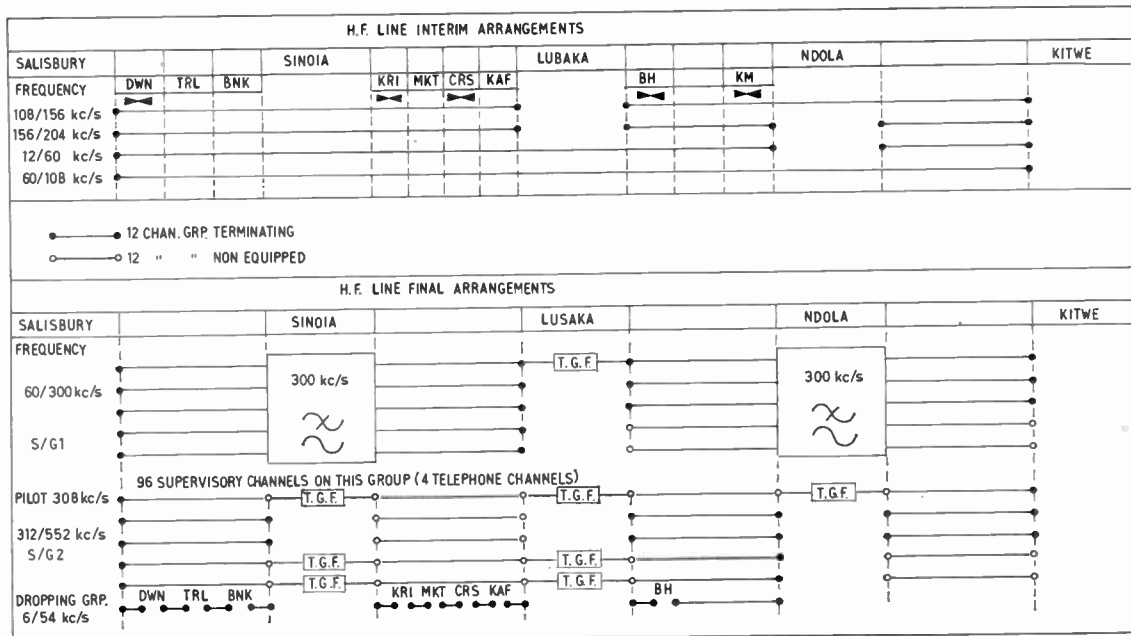 H.F. LINE INTERIM ARRANGEMENTS
SALISBURY SINOIA LUBAKA NDOLA KITWE
FREQUENCY DWN TRL BNK KRI MKT CRS KAF BH KM
108/156 kc/s
156/204 kc/s
12/60 kc/s
60/108 kc/s
12 CHAN. GRP. TERMINATING
12 " " NON EQUIPPED
H.F. LINE FINAL ARRANGEMENTS
SALISBURY SINOIA LUSAKA NDOLA KITWE
FREQUENCY
T.G.F.
300 kc/s 300 kc/s
60/300 kc/s
S/G1
96 SUPERVISORY CHANNELS ON THIS GROUP (4 TELEPHONE CHANNELS)
PILOT 308 kc/s T.G.F. T.G.F. T.G.F.
312/552 kc/s
S/G2
T.G.F. T.G.F.
T.G.F. T.G.F.
DROPPING GRP. DWN TRL BNK KRI MKT CRS KAF BH
6/54 kc/s